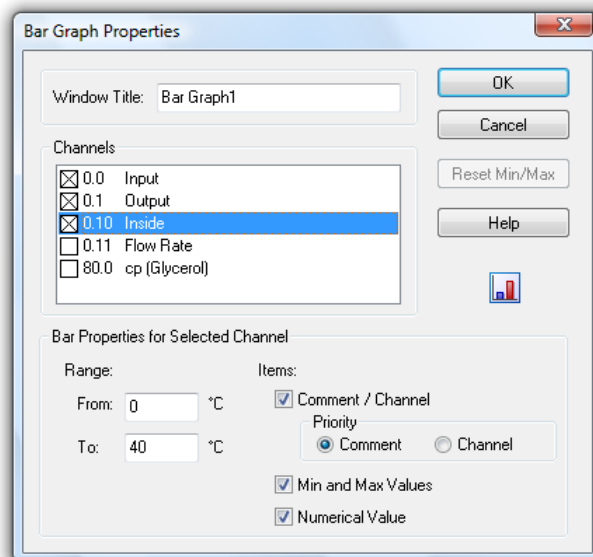 Bar Graph Properties
Window Title: Bar Graph1
OK
Cancel
Reset Min/Max
Help
Channels
0.0 Input
0.1 Output
0.10 Inside
0.11 Flow Rate
80.0 cp (Glycerol)
Bar Properties for Selected Channel
Range:
From: 0 °C
To: 40 °C
Items:
Comment / Channel
Priority
Comment Channel
Min and Max Values
Numerical Value